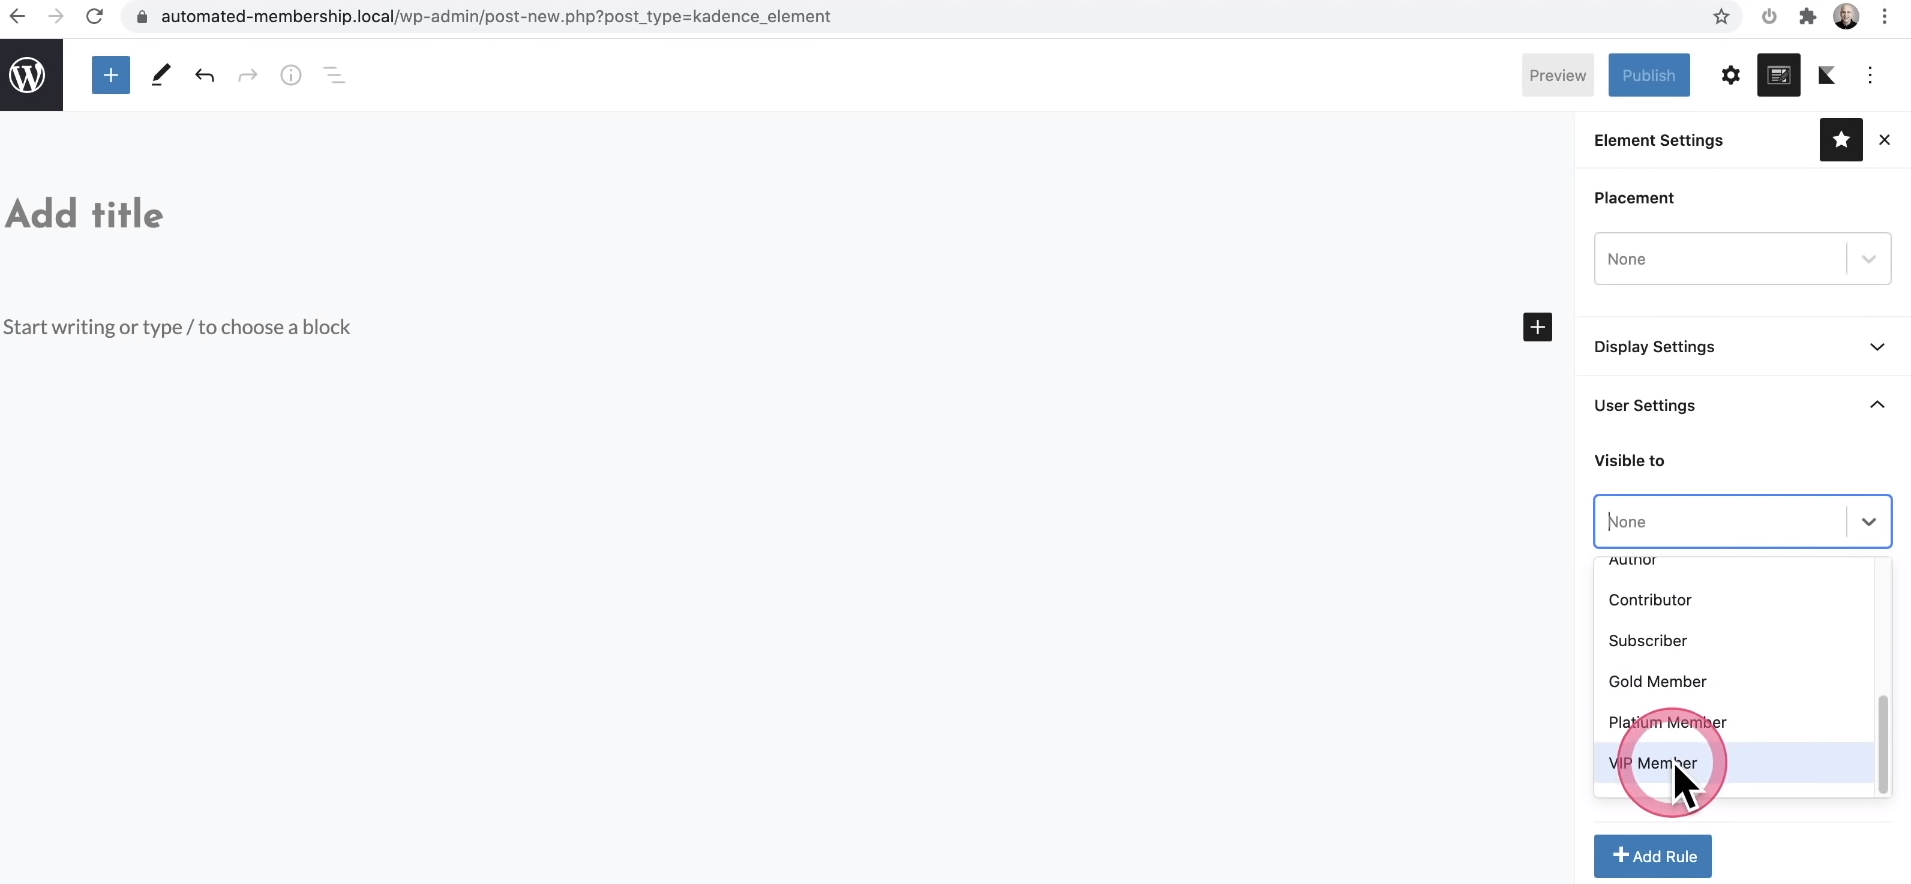 automated-membership.local/wp-admin/post-new.php?post_type=kadence_element
Preview
Publish
Element Settings
Add title
Placement
None
Start writing or type / to choose a block
Display Settings
User Settings
Visible to
None
Author
Contributor
Subscriber
Gold Member
Platium Member
VIP Member
Add Rule